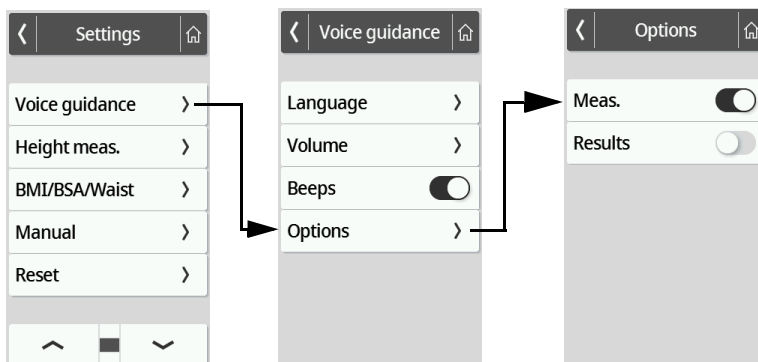 Settings
Voice guidance
Height meas.
BMI/BSA/Waist
Manual
Reset
Voice guidance
Language
Volume
Beeps
Options
Options
Meas.
Results